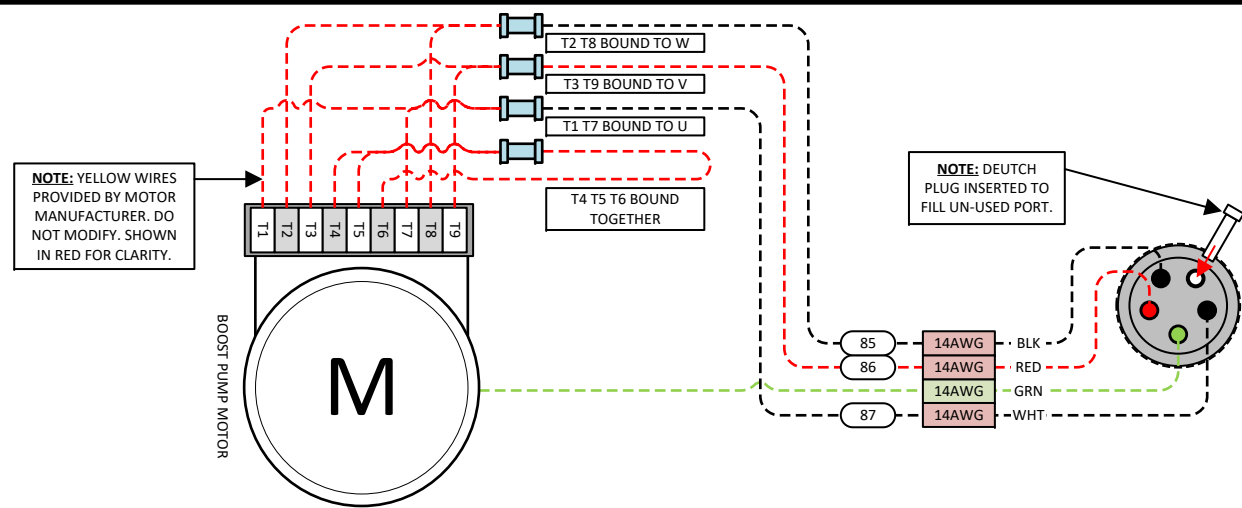 T2 T8 BOUND TO W
T3 T9 BOUND TO V
T1 T7 BOUND TO U
T4 T5 T6 BOUND
TOGETHER
NOTE: YELLOW WIRES
PROVIDED BY MOTOR
MANUFACTURER. DO
NOT MODIFY. SHOWN
IN RED FOR CLARITY.
NOTE: DEUTCH
PLUG INSERTED TO
FILL UN-USED PORT.
T1 T2 T3 T4 T5 T6 T7 T8 T9
BOOST PUMP MOTOR
M
85 14AWG BLK
86 14AWG RED
14AWG GRN
87 14AWG WHT